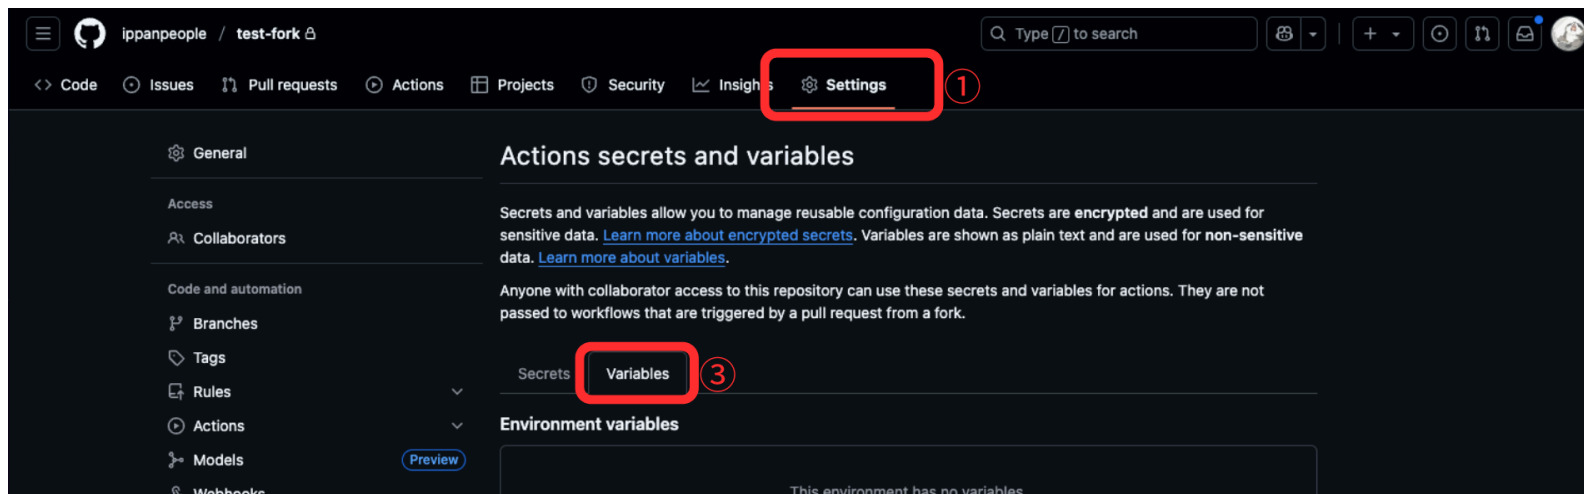 ippanpeople / test-fork
Type / to search
Code Issues Pull requests Actions Projects Security Insights Settings ①
General
Access
Collaborators
Code and automation
Branches
Tags
Rules
Actions
Models Preview
Webhooks
Actions secrets and variables
Secrets and variables allow you to manage reusable configuration data. Secrets are encrypted and are used for
sensitive data. Learn more about encrypted secrets. Variables are shown as plain text and are used for non-sensitive
data. Learn more about variables.
Anyone with collaborator access to this repository can use these secrets and variables for actions. They are not
passed to workflows that are triggered by a pull request from a fork.
Secrets Variables ③
Environment variables
This environment has no variables.